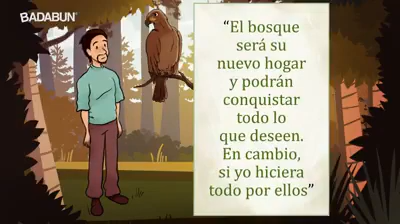 BADABUN
“El bosque
será su
nuevo hogar
y podrán
conquistar
todo lo
que deseen.
En cambio,
si yo hiciera
todo por ellos”